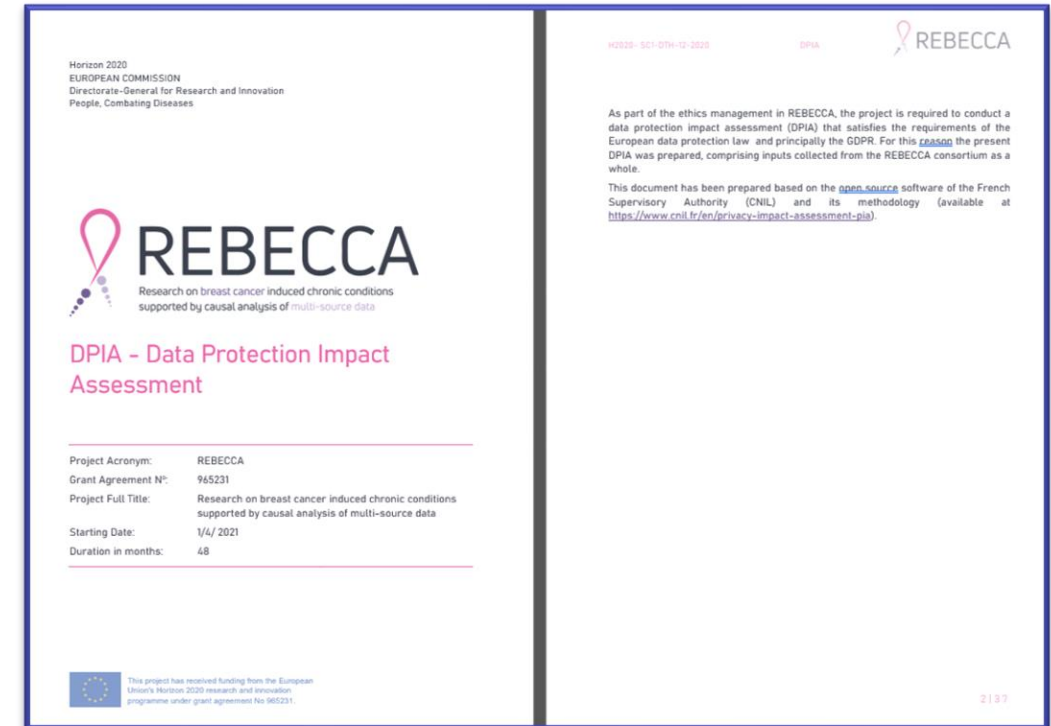 Horizon 2020
EUROPEAN COMMISSION
Directorate-General for Research and Innovation
People, Combating Diseases
REBECCA
Research on breast cancer induced chronic conditions
supported by causal analysis of multi-source data
DPIA - Data Protection Impact
Assessment
Project Acronym: REBECCA
Grant Agreement Nº: 965231
Project Full Title: Research on breast cancer induced chronic conditions
supported by causal analysis of multi-source data
Starting Date: 1/4/ 2021
Duration in months: 48
This project has received funding from the European
Union's Horizon 2020 research and innovation
programme under grant agreement No 965231.
H2020- SC1-DTH-12-2020 DPIA REBECCA
As part of the ethics management in REBECCA, the project is required to conduct a
data protection impact assessment (DPIA) that satisfies the requirements of the
European data protection law and principally the GDPR. For this reason the present
DPIA was prepared, comprising inputs collected from the REBECCA consortium as a
whole.
This document has been prepared based on the open source software of the French
Supervisory Authority (CNIL) and its methodology (available at
https://www.cnil.fr/en/privacy-impact-assessment-pia).
2|37